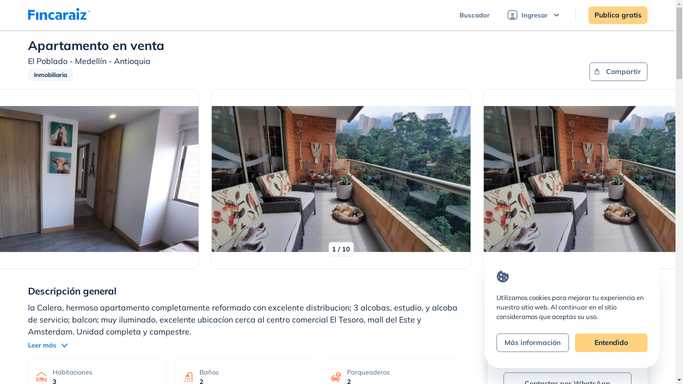 Fincaraiz
Buscador
Ingresar
Publica gratis
Apartamento en venta
El Poblado - Medellín - Antioquia
Inmobiliaria
Compartir
1 / 10
Descripción general
la Calera, hermoso apartamento completamente reformado con excelente distribucion; 3 alcobas, estudio, y alcoba
de servicio; balcon; muy iluminado, excelente ubicacíon cerca al centro comercial El Tesoro, mall del Este y
Amsterdam. Unidad completa y campestre.
Leer más
Habitaciones
3
Baños
2
Parqueaderos
2
Utilizamos cookies para mejorar tu experiencia en
nuestro sitio web. Al continuar en el sitio
consideramos que aceptas su uso.
Más información
Entendido
Contactar por WhatsApp